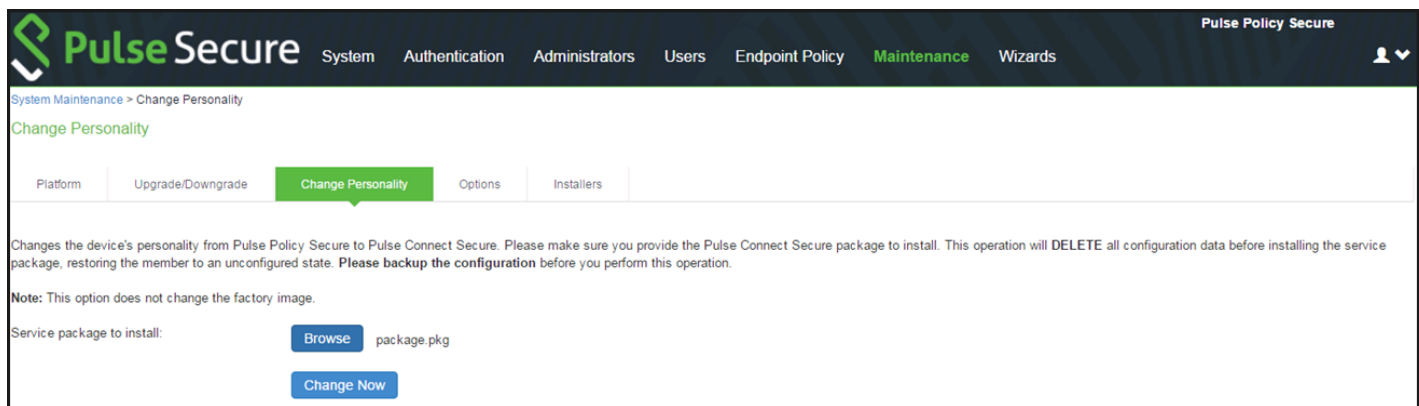 Pulse Policy Secure
Pulse Secure System Authentication Administrators Users Endpoint Policy Maintenance Wizards
System Maintenance > Change Personality
Change Personality
Platform Upgrade/Downgrade Change Personality Options Installers
Changes the device's personality from Pulse Policy Secure to Pulse Connect Secure. Please make sure you provide the Pulse Connect Secure package to install. This operation will DELETE all configuration data before installing the service
package, restoring the member to an unconfigured state. Please backup the configuration before you perform this operation.
Note: This option does not change the factory image.
Service package to install: Browse package.pkg
Change Now